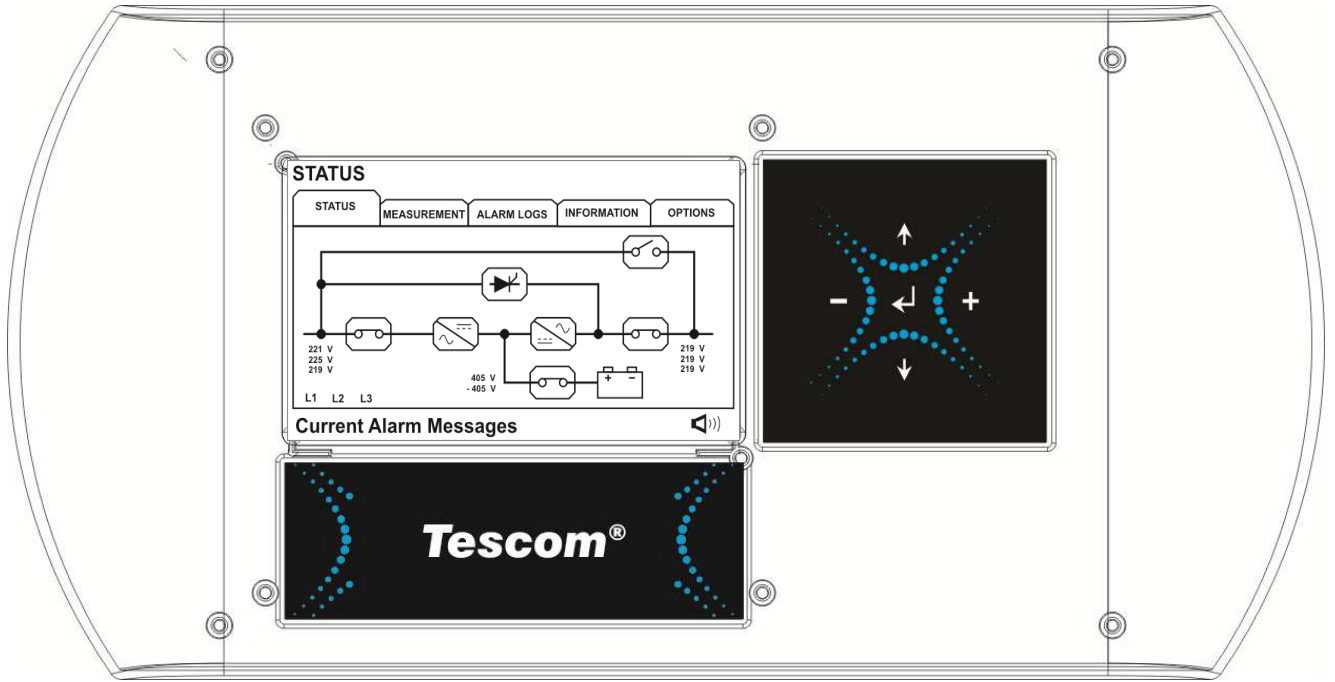 STATUS
STATUS MEASUREMENT ALARM LOGS INFORMATION OPTIONS
221 V
225 V
219 V
219 V
219 V
219 V
405 V
- 405 V
L1 L2 L3
Current Alarm Messages
- +
Tescom®